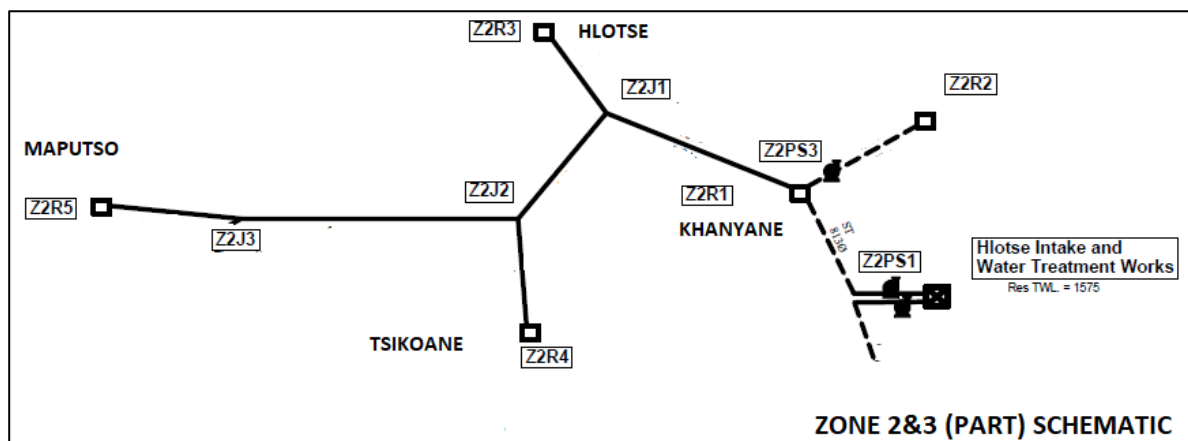 Z2R3
HLOTSE
Z2J1
Z2R2
MAPUTSO
Z2PS3
Z2J2
Z2R1
Z2R5
Z2J3
KHANYANE
ST
813Ø
Z2PS1
Hlotse Intake and
Water Treatment Works
Res TWL. = 1575
TSIKOANE
Z2R4
ZONE 2&3 (PART) SCHEMATIC